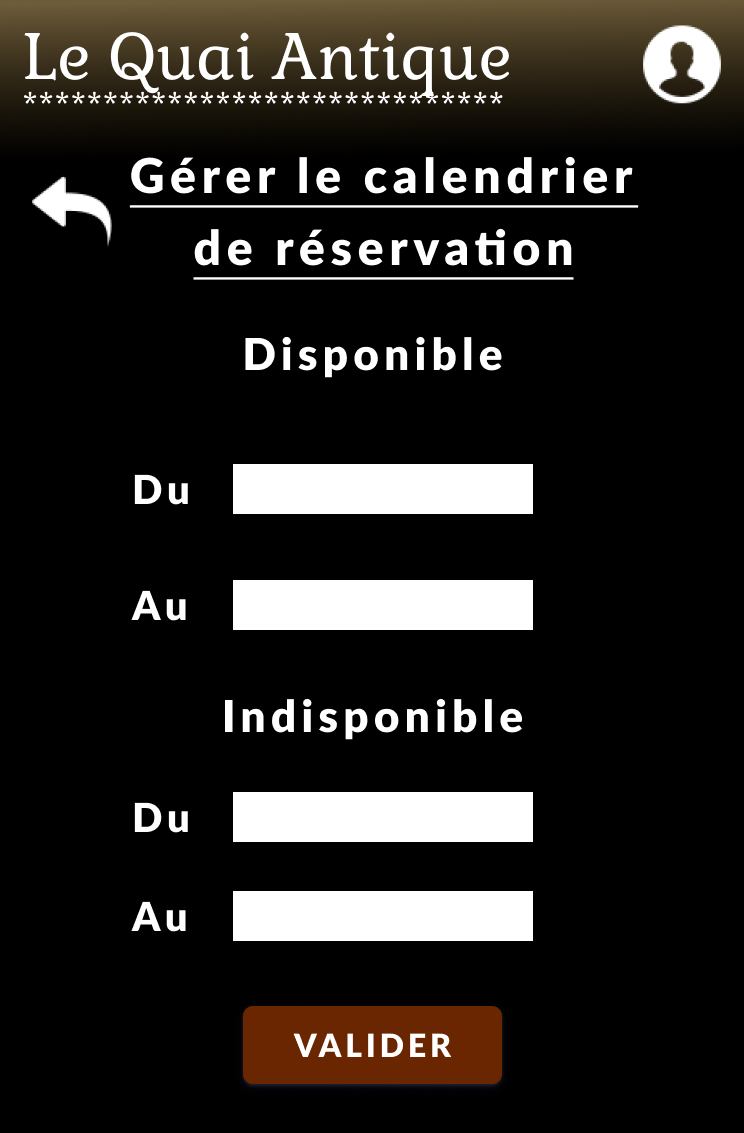 Le Quai Antique
******************************
Gérer le calendrier
de réservation
Disponible
Du
Au
Indisponible
Du
Au
VALIDER